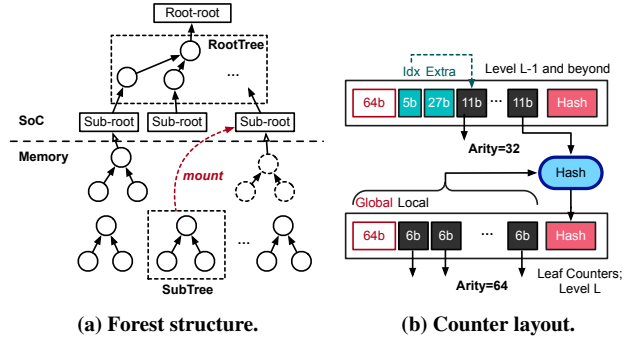 Root-root
RootTree
...
SoC
Sub-root
Sub-root
Sub-root
Memory
mount
...
SubTree
(a) Forest structure.
Idx Extra
Level L-1 and beyond
64b
5b
27b
11b
...
11b
Hash
Arity=32
Hash
Global Local
64b
6b
6b
...
6b
Hash
Arity=64
Leaf Counters;
Level L
(b) Counter layout.